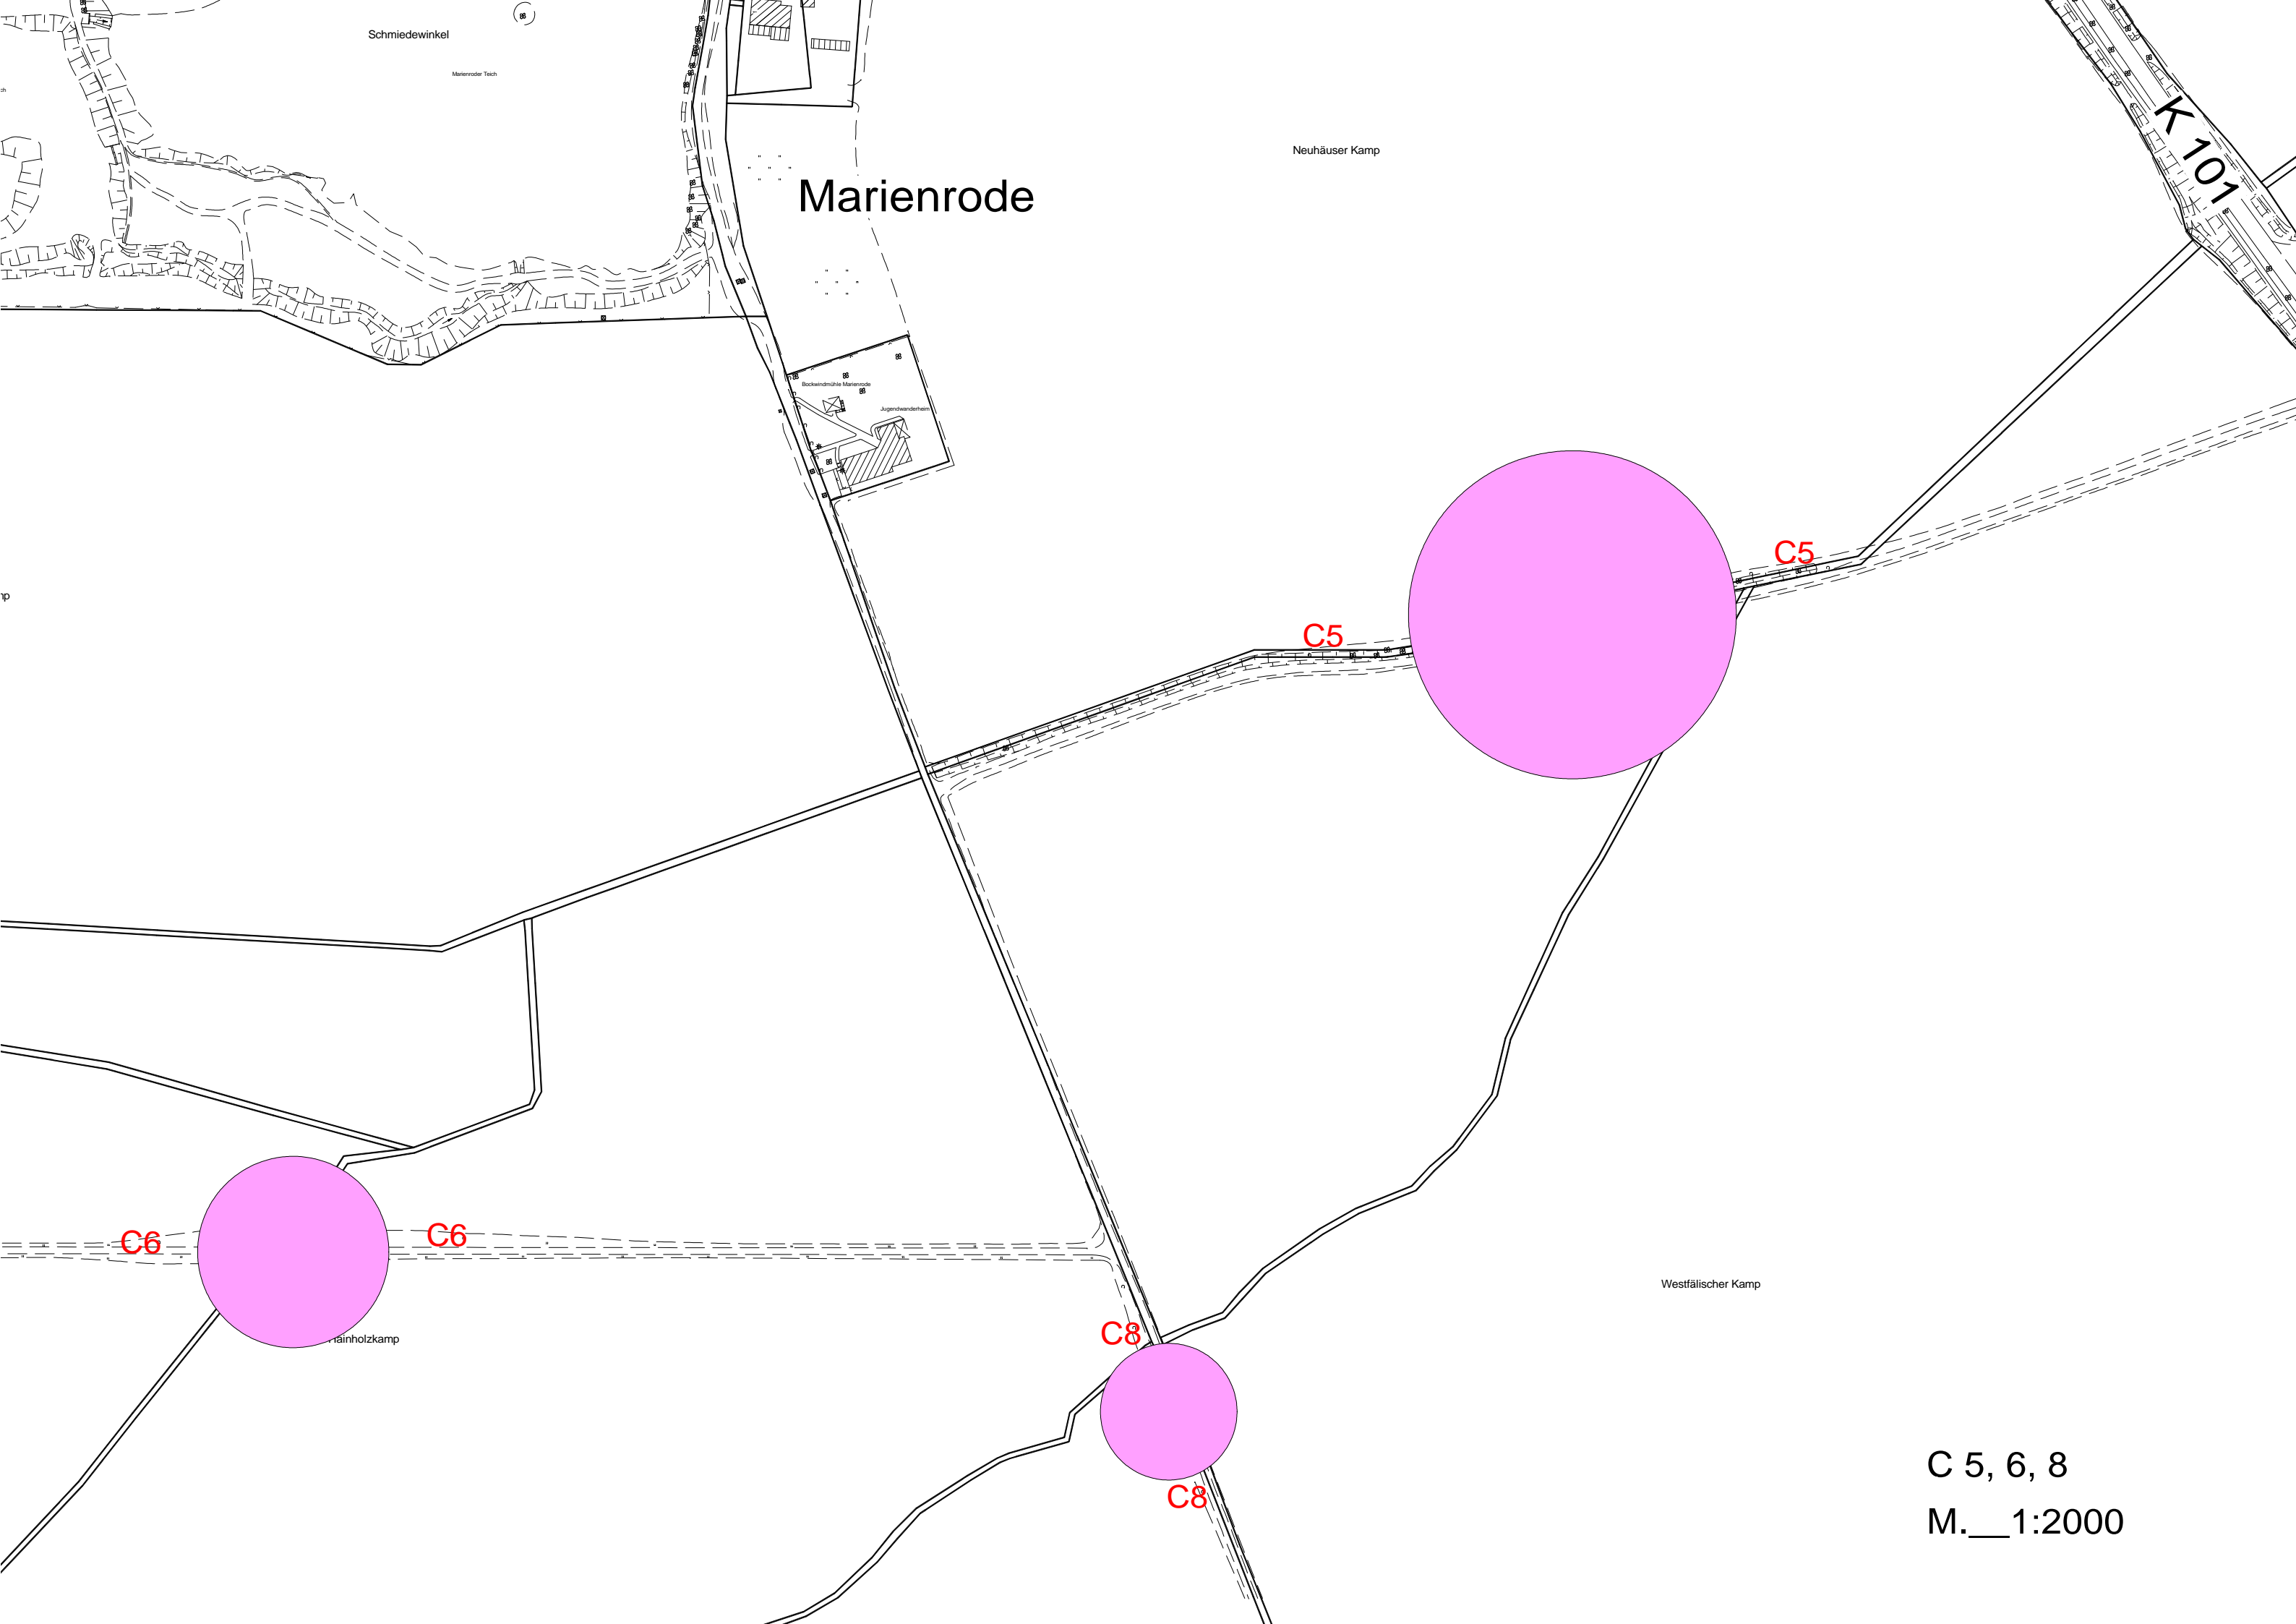 Schmiedewinkel
Marienroder Teich
ch
Neuhäuser Kamp
K 101
Marienrode
Bockwindmühle Marienrode
Jugendwanderheim
C5
C5
C6
C6
Westfälischer Kamp
C8
C8
C 5, 6, 8
M.__1:2000